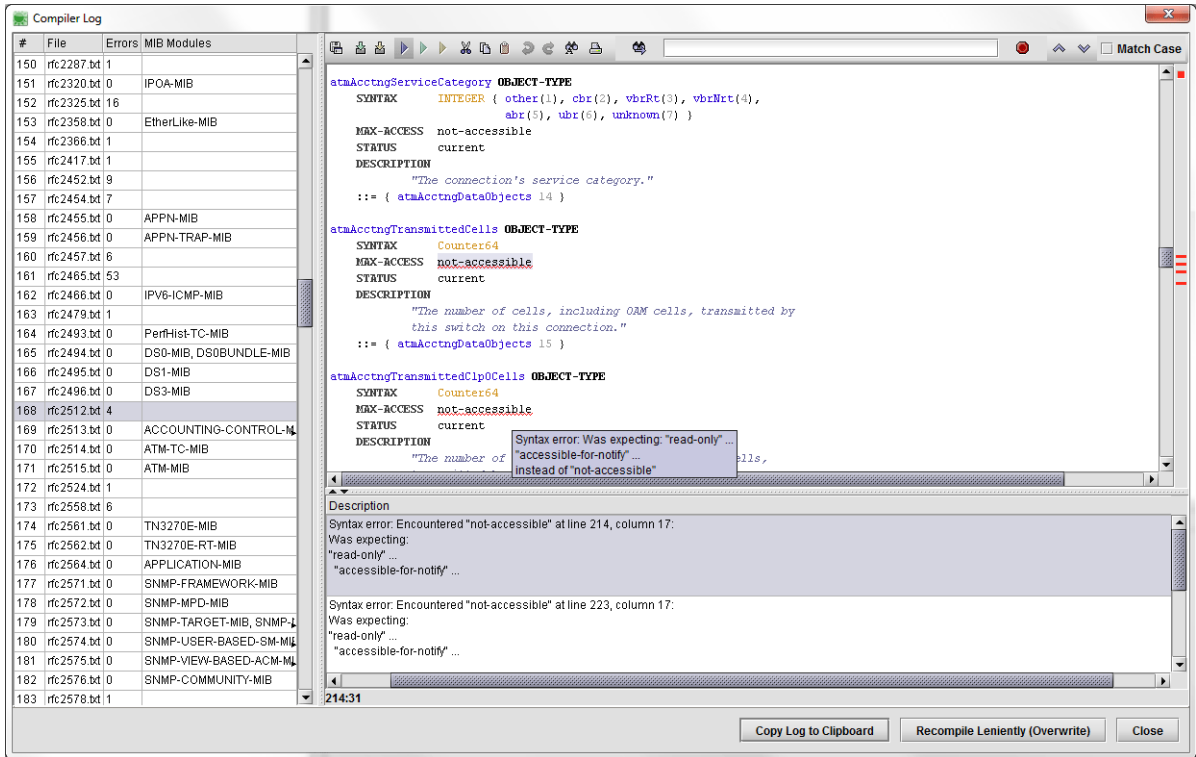 Compiler Log
# File Errors MIB Modules
150 rfc2287.txt 1
151 rfc2320.txt 0 IPOA-MIB
152 rfc2325.txt 16
153 rfc2358.txt 0 EtherLike-MIB
154 rfc2366.txt 1
155 rfc2417.txt 1
156 rfc2452.txt 9
157 rfc2454.txt 7
158 rfc2455.txt 0 APPN-MIB
159 rfc2456.txt 0 APPN-TRAP-MIB
160 rfc2457.txt 6
161 rfc2465.txt 53
162 rfc2466.txt 0 IPV6-ICMP-MIB
163 rfc2479.txt 1
164 rfc2493.txt 0 PerfHist-TC-MIB
165 rfc2494.txt 0 DS0-MIB, DS0BUNDLE-MIB
166 rfc2495.txt 0 DS1-MIB
167 rfc2496.txt 0 DS3-MIB
168 rfc2512.txt 4
169 rfc2513.txt 0 ACCOUNTING-CONTROL-M
170 rfc2514.txt 0 ATM-TC-MIB
171 rfc2515.txt 0 ATM-MIB
172 rfc2524.txt 1
173 rfc2558.txt 6
174 rfc2561.txt 0 TN3270E-MIB
175 rfc2562.txt 0 TN3270E-RT-MIB
176 rfc2564.txt 0 APPLICATION-MIB
177 rfc2571.txt 0 SNMP-FRAMEWORK-MIB
178 rfc2572.txt 0 SNMP-MPD-MIB
179 rfc2573.txt 0 SNMP-TARGET-MIB, SNMP-
180 rfc2574.txt 0 SNMP-USER-BASED-SM-MI
181 rfc2575.txt 0 SNMP-VIEW-BASED-ACM-MI
182 rfc2576.txt 0 SNMP-COMMUNITY-MIB
183 rfc2578.txt 1
Match Case
atmAcctngServiceCategory OBJECT-TYPE
SYNTAX INTEGER { other(1), cbr(2), vbrRt(3), vbrNrt(4),
abr(5), ubr(6), unknown(7) }
MAX-ACCESS not-accessible
STATUS current
DESCRIPTION
"The connection's service category."
::= { atmAcctngDataObjects 14 }
atmAcctngTransmittedCells OBJECT-TYPE
SYNTAX Counter64
MAX-ACCESS not-accessible
STATUS current
DESCRIPTION
"The number of cells, including OAM cells, transmitted by
this switch on this connection."
::= { atmAcctngDataObjects 15 }
atmAcctngTransmittedClp0Cells OBJECT-TYPE
SYNTAX Counter64
MAX-ACCESS not-accessible
STATUS current
DESCRIPTION
"The number of ells,
Syntax error: Was expecting: "read-only" ...
"accessible-for-notify" ...
instead of "not-accessible"
Description
Syntax error: Encountered "not-accessible" at line 214, column 17:
Was expecting:
"read-only" ...
"accessible-for-notify" ...
Syntax error: Encountered "not-accessible" at line 223, column 17:
Was expecting:
"read-only" ...
"accessible-for-notify" ...
214:31
Copy Log to Clipboard
Recompile Leniently (Overwrite)
Close